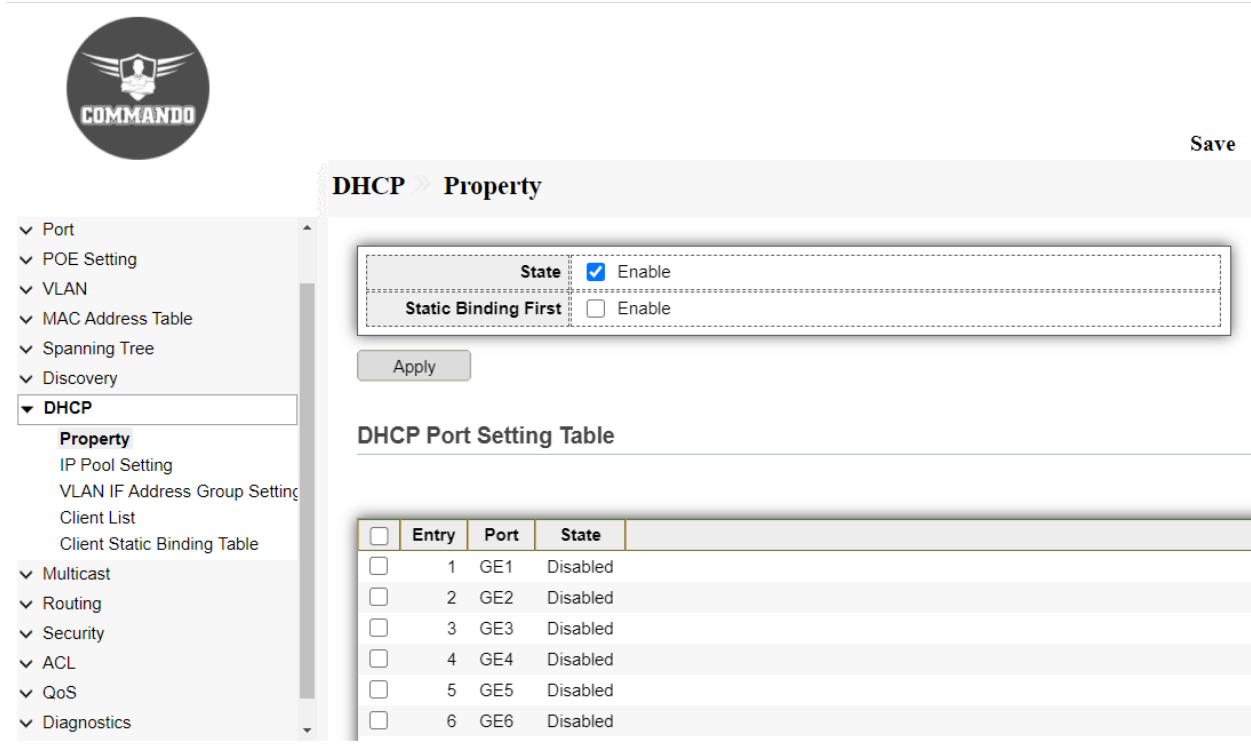 COMMANDO
Save
DHCP Property
Port
POE Setting
VLAN
MAC Address Table
Spanning Tree
Discovery
DHCP
Property
IP Pool Setting
VLAN IF Address Group Setting
Client List
Client Static Binding Table
Multicast
Routing
Security
ACL
QoS
Diagnostics
State Enable
Static Binding First Enable
Apply
DHCP Port Setting Table
Entry Port State
1 GE1 Disabled
2 GE2 Disabled
3 GE3 Disabled
4 GE4 Disabled
5 GE5 Disabled
6 GE6 Disabled